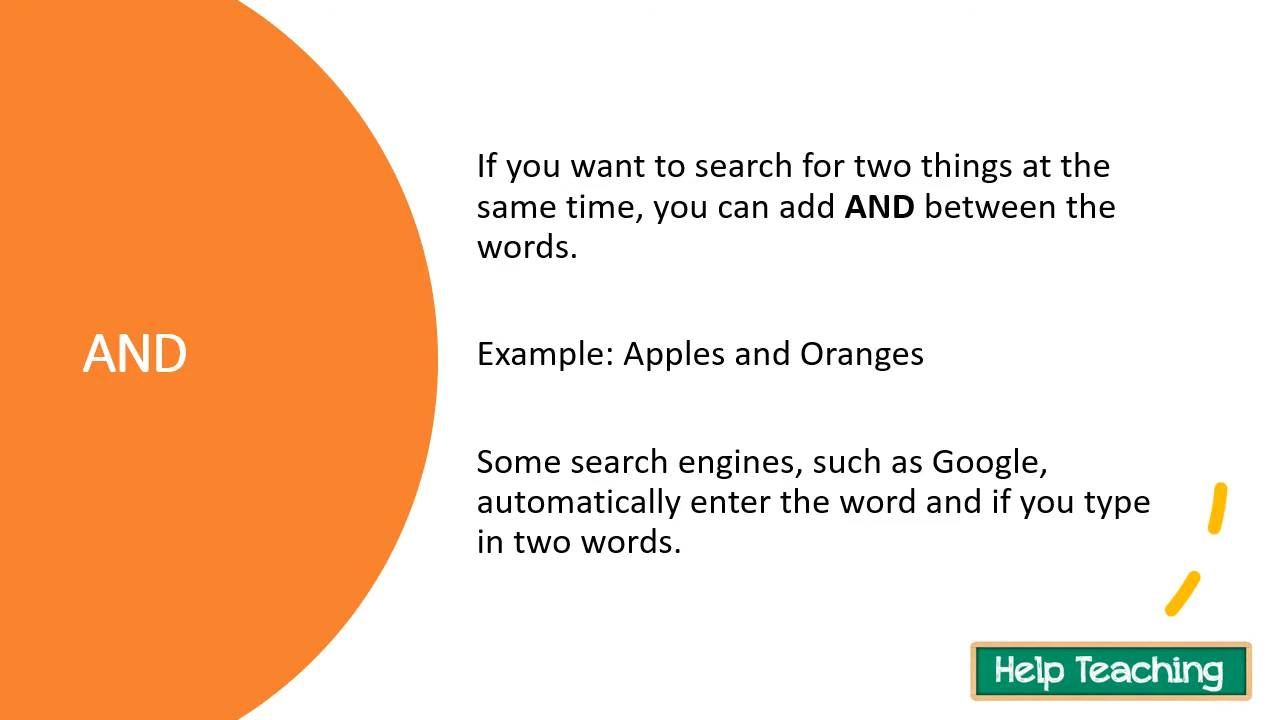 AND
If you want to search for two things at the
same time, you can add AND between the
words.
Example: Apples and Oranges
Some search engines, such as Google,
automatically enter the word and if you type
in two words.
Help Teaching